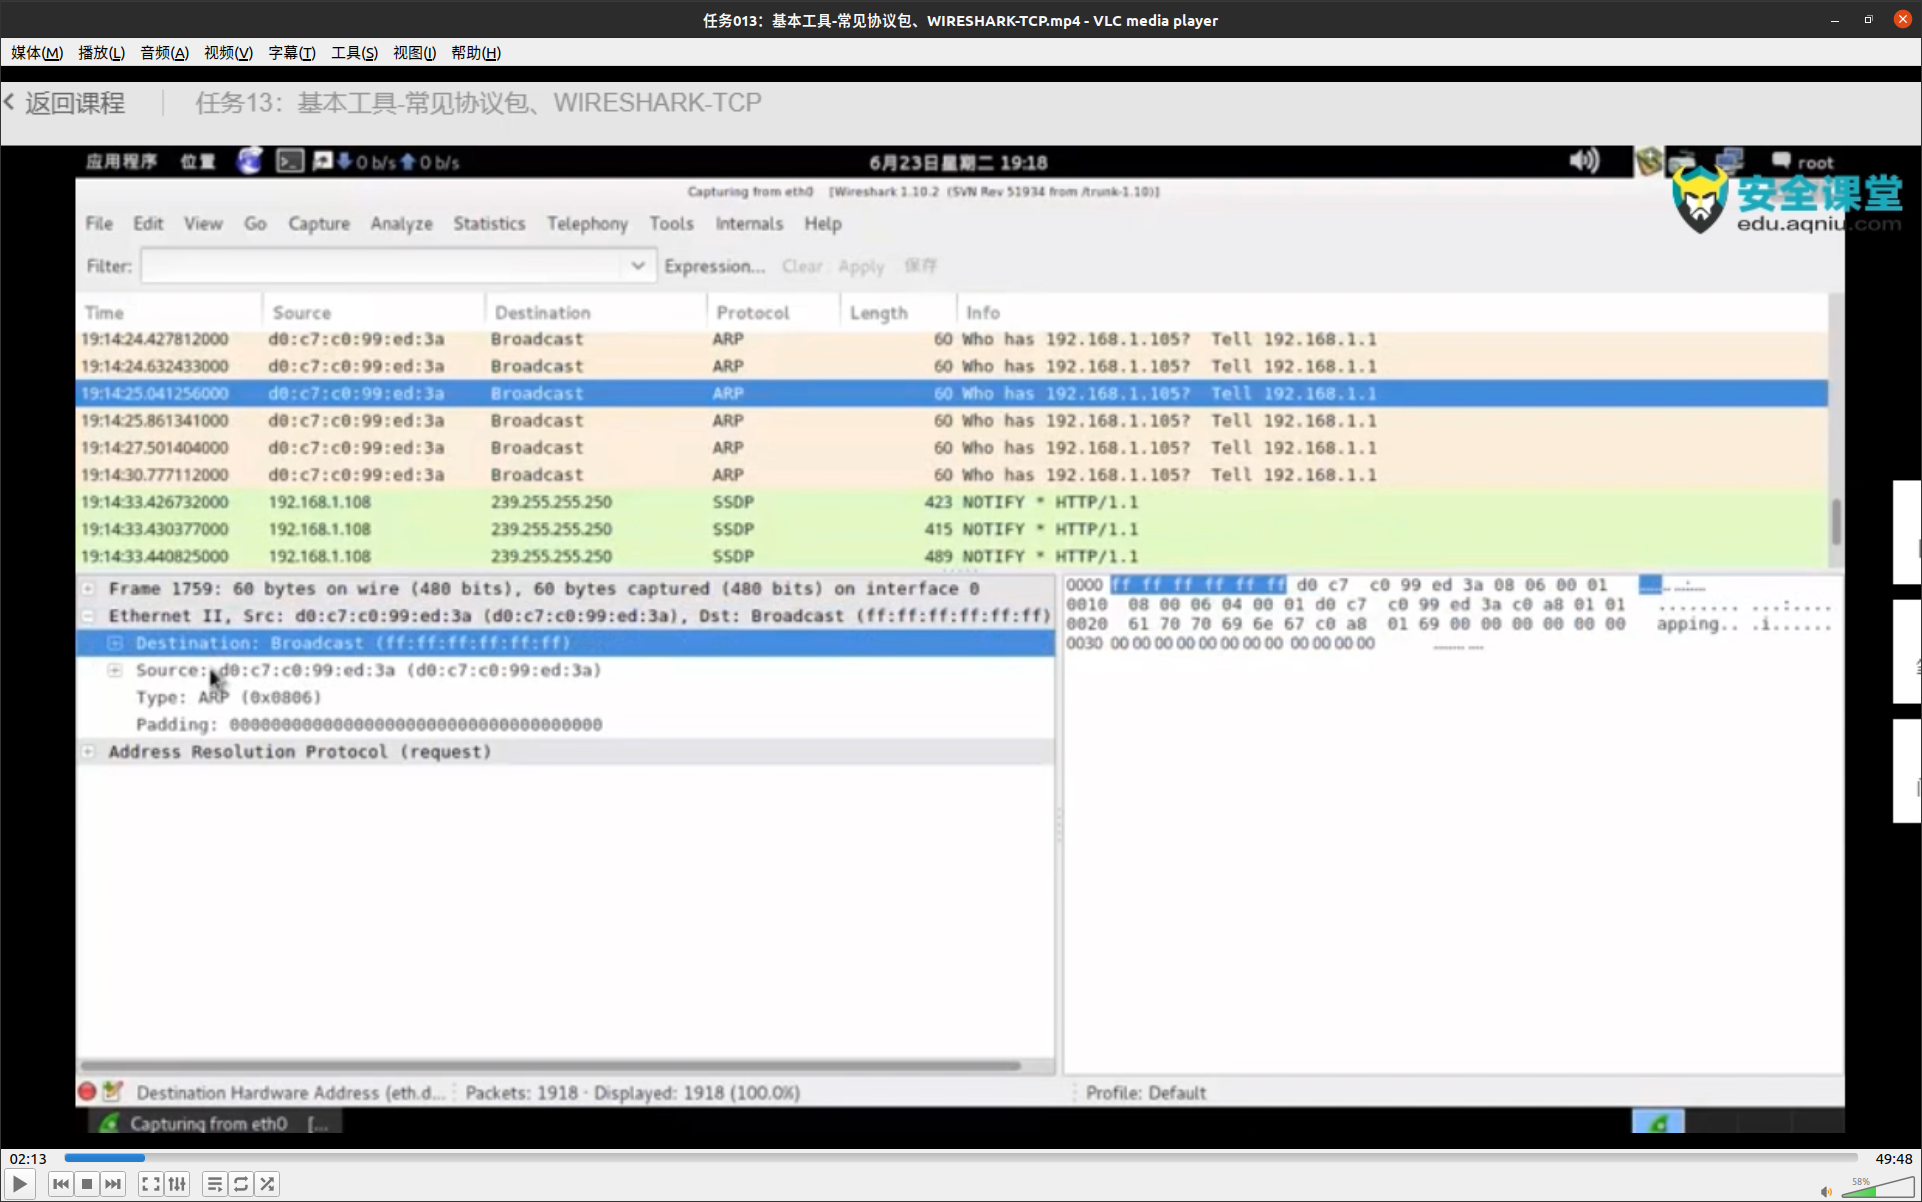 任务013：基本工具-常见协议包、WIRESHARK-TCP.mp4 - VLC media player
媒体(M) 播放(L) 音频(A) 视频(V) 字幕(T) 工具(S) 视图(I) 帮助(H)
返回课程 任务13：基本工具-常见协议包、WIRESHARK-TCP
应用程序 位置 0 b/s 0 b/s 6月23日星期二 19:18 root
Capturing from eth0 [Wireshark 1.10.2 (SVN Rev 51934 from /trunk-1.10)]
安全课堂
edu.aqniu.com
File Edit View Go Capture Analyze Statistics Telephony Tools Internals Help
Filter: Expression... Clear Apply 保存
Time Source Destination Protocol Length Info
19:14:24.427812000 d0:c7:c0:99:ed:3a Broadcast ARP 60 Who has 192.168.1.105? Tell 192.168.1.1
19:14:24.632433000 d0:c7:c0:99:ed:3a Broadcast ARP 60 Who has 192.168.1.105? Tell 192.168.1.1
19:14:25.041256000 d0:c7:c0:99:ed:3a Broadcast ARP 60 Who has 192.168.1.105? Tell 192.168.1.1
19:14:25.861341000 d0:c7:c0:99:ed:3a Broadcast ARP 60 Who has 192.168.1.105? Tell 192.168.1.1
19:14:27.501404000 d0:c7:c0:99:ed:3a Broadcast ARP 60 Who has 192.168.1.105? Tell 192.168.1.1
19:14:30.777112000 d0:c7:c0:99:ed:3a Broadcast ARP 60 Who has 192.168.1.105? Tell 192.168.1.1
19:14:33.426732000 192.168.1.108 239.255.255.250 SSDP 423 NOTIFY * HTTP/1.1
19:14:33.430377000 192.168.1.108 239.255.255.250 SSDP 415 NOTIFY * HTTP/1.1
19:14:33.440825000 192.168.1.108 239.255.255.250 SSDP 489 NOTIFY * HTTP/1.1
Frame 1759: 60 bytes on wire (480 bits), 60 bytes captured (480 bits) on interface 0
Ethernet II, Src: d0:c7:c0:99:ed:3a (d0:c7:c0:99:ed:3a), Dst: Broadcast (ff:ff:ff:ff:ff:ff)
Destination: Broadcast (ff:ff:ff:ff:ff:ff)
Source: d0:c7:c0:99:ed:3a (d0:c7:c0:99:ed:3a)
Type: ARP (0x0806)
Padding: 000000000000000000000000000000000000
Address Resolution Protocol (request)
0000 ff ff ff ff ff ff d0 c7 c0 99 ed 3a 08 06 00 01 ........ ...:....
0010 08 00 06 04 00 01 d0 c7 c0 99 ed 3a c0 a8 01 01 ........ ...:....
0020 61 70 70 69 6e 67 c0 a8 01 69 00 00 00 00 00 00 apping.. .i......
0030 00 00 00 00 00 00 00 00 00 00 00 00 ........ ....
Destination Hardware Address (eth.d... Packets: 1918 · Displayed: 1918 (100.0%) Profile: Default
Capturing from eth0 [...
02:13 49:48
58%